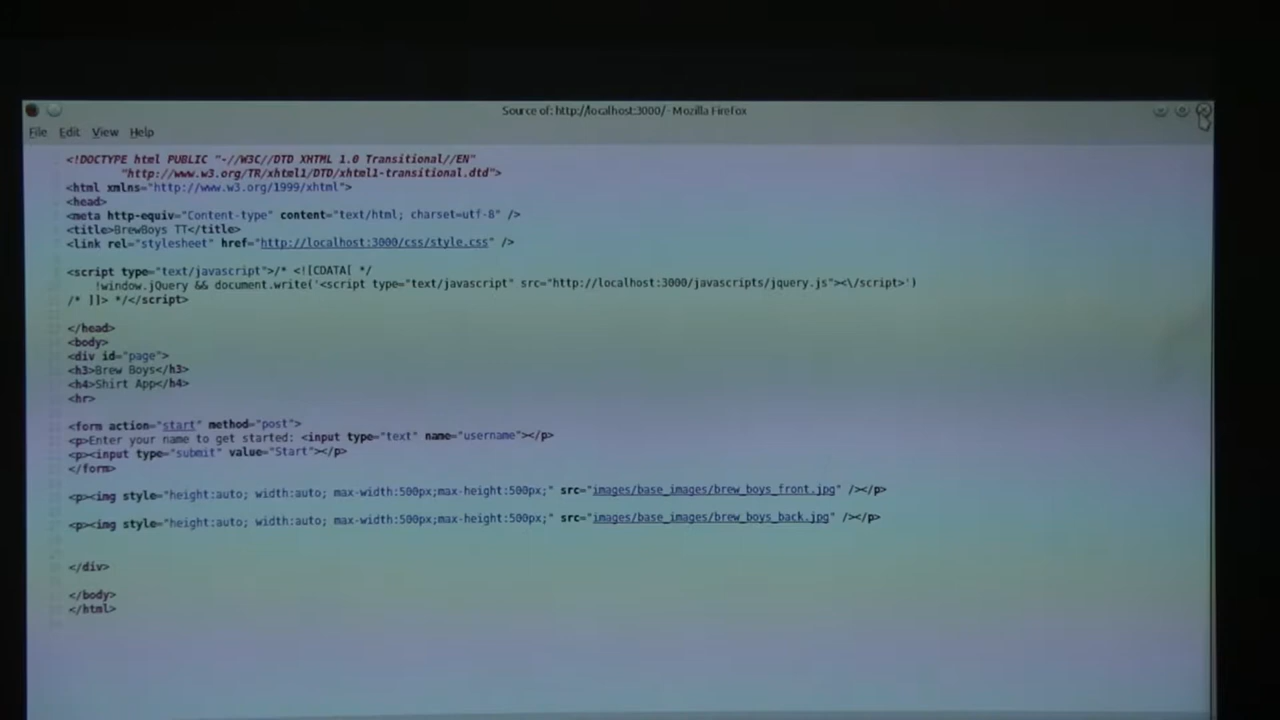 Source of: http://localhost:3000/ - Mozilla Firefox
File Edit View Help
<!DOCTYPE html PUBLIC "-//W3C//DTD XHTML 1.0 Transitional//EN"
"http://www.w3.org/TR/xhtml1/DTD/xhtml1-transitional.dtd">
<html xmlns="http://www.w3.org/1999/xhtml">
<head>
<meta http-equiv="Content-type" content="text/html; charset=utf-8" />
<title>BrewBoys TT</title>
<link rel="stylesheet" href="http://localhost:3000/css/style.css" />
<script type="text/javascript">/* <![CDATA[ */
!window.jQuery && document.write('<script type="text/javascript" src="http://localhost:3000/javascripts/jquery.js"><\/script>')
/* ]]> */</script>
</head>
<body>
<div id="page">
<h3>Brew Boys</h3>
<h4>Shirt App</h4>
<hr>
<form action="start" method="post">
<p>Enter your name to get started: <input type="text" name="username"></p>
<p><input type="submit" value="Start"></p>
</form>
<p><img style="height:auto; width:auto; max-width:500px;max-height:500px;" src="images/base_images/brew_boys_front.jpg" /></p>
<p><img style="height:auto; width:auto; max-width:500px;max-height:500px;" src="images/base_images/brew_boys_back.jpg" /></p>
</div>
</body>
</html>